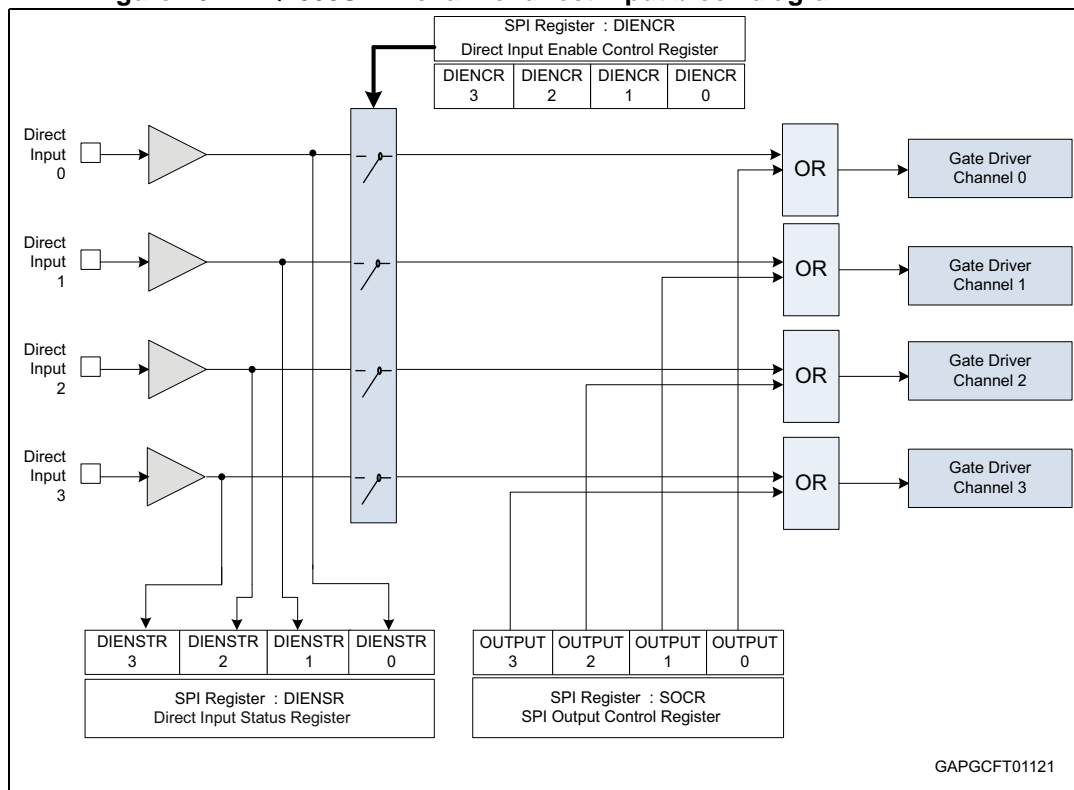 SPI Register : DIENCR
Direct Input Enable Control Register
DIENCR 3
DIENCR 2
DIENCR 1
DIENCR 0
Direct
Input
0
OR
Gate Driver
Channel 0
Direct
Input
1
OR
Gate Driver
Channel 1
Direct
Input
2
OR
Gate Driver
Channel 2
Direct
Input
3
OR
Gate Driver
Channel 3
DIENSTR 3
DIENSTR 2
DIENSTR 1
DIENSTR 0
SPI Register : DIENSR
Direct Input Status Register
OUTPUT 3
OUTPUT 2
OUTPUT 1
OUTPUT 0
SPI Register : SOCR
SPI Output Control Register
GAPGCFT01121